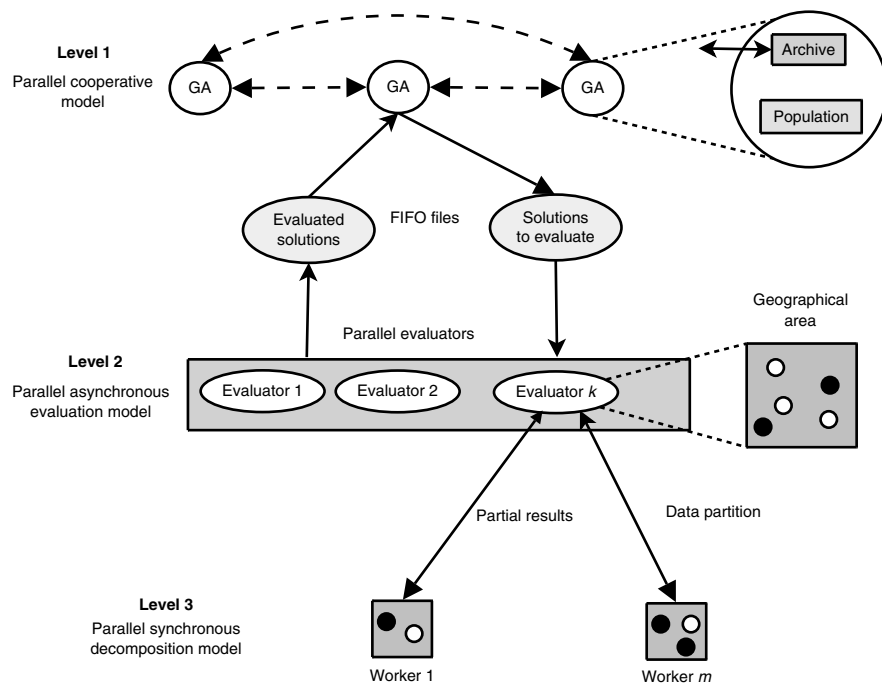 Level 1
Parallel cooperative
model
GA
GA
GA
Archive
Population
Evaluated
solutions
FIFO files
Solutions
to evaluate
Geographical
area
Parallel evaluators
Level 2
Parallel asynchronous
evaluation model
Evaluator 1
Evaluator 2
Evaluator k
Partial results
Data partition
Level 3
Parallel synchronous
decomposition model
Worker 1
Worker m